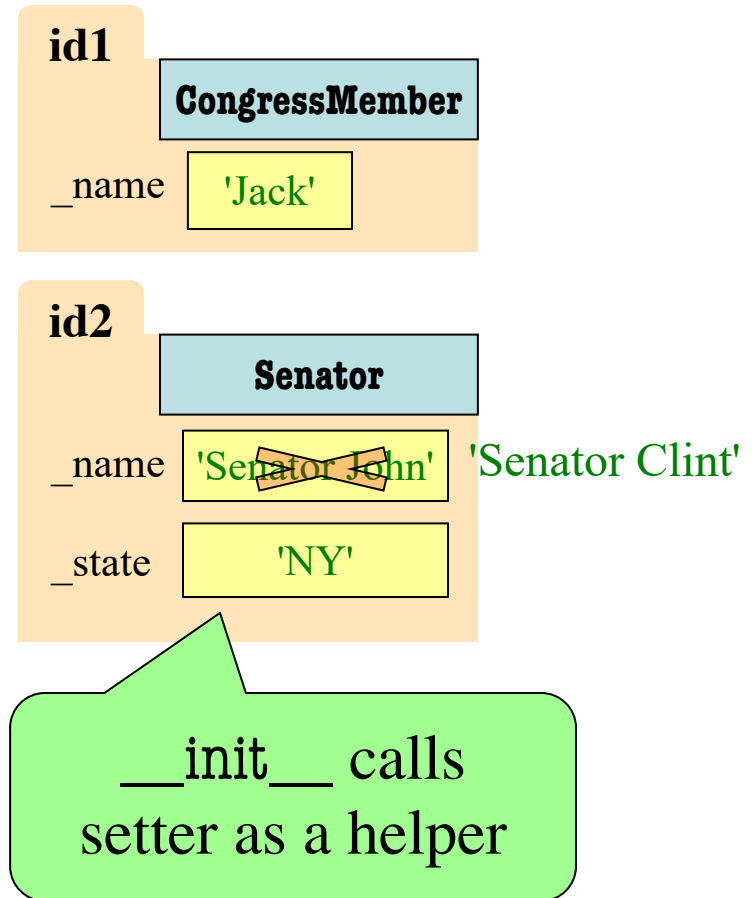 id1
CongressMember
_name 'Jack'
id2
Senator
_name 'Senator John' 'Senator Clint'
_state 'NY'
__init__ calls
setter as a helper